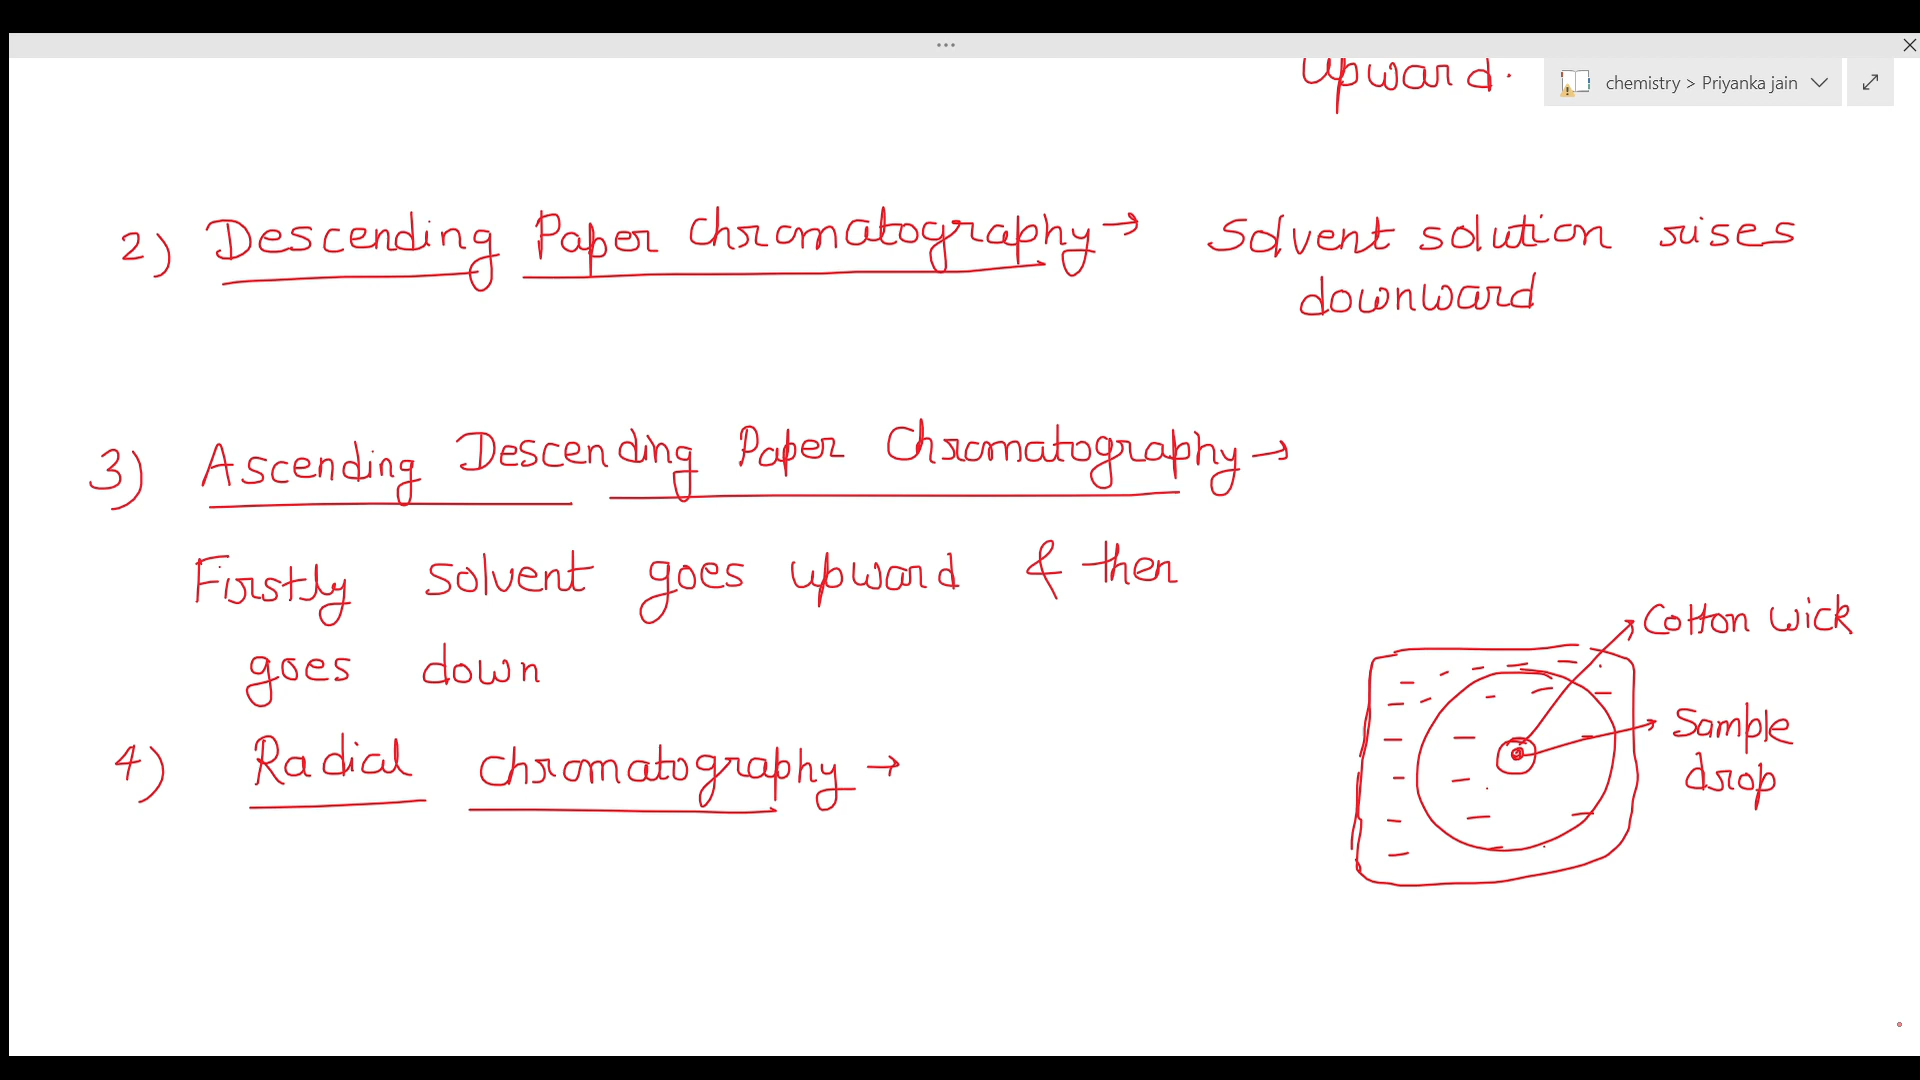 upward.
chemistry > Priyanka jain
2) Descending Paper Chromatography → Solvent solution rises
downward
3) Ascending Descending Paper Chromatography →
Firstly solvent goes upward & then
goes down
4) Radial chromatography →
Cotton wick
Sample
drop